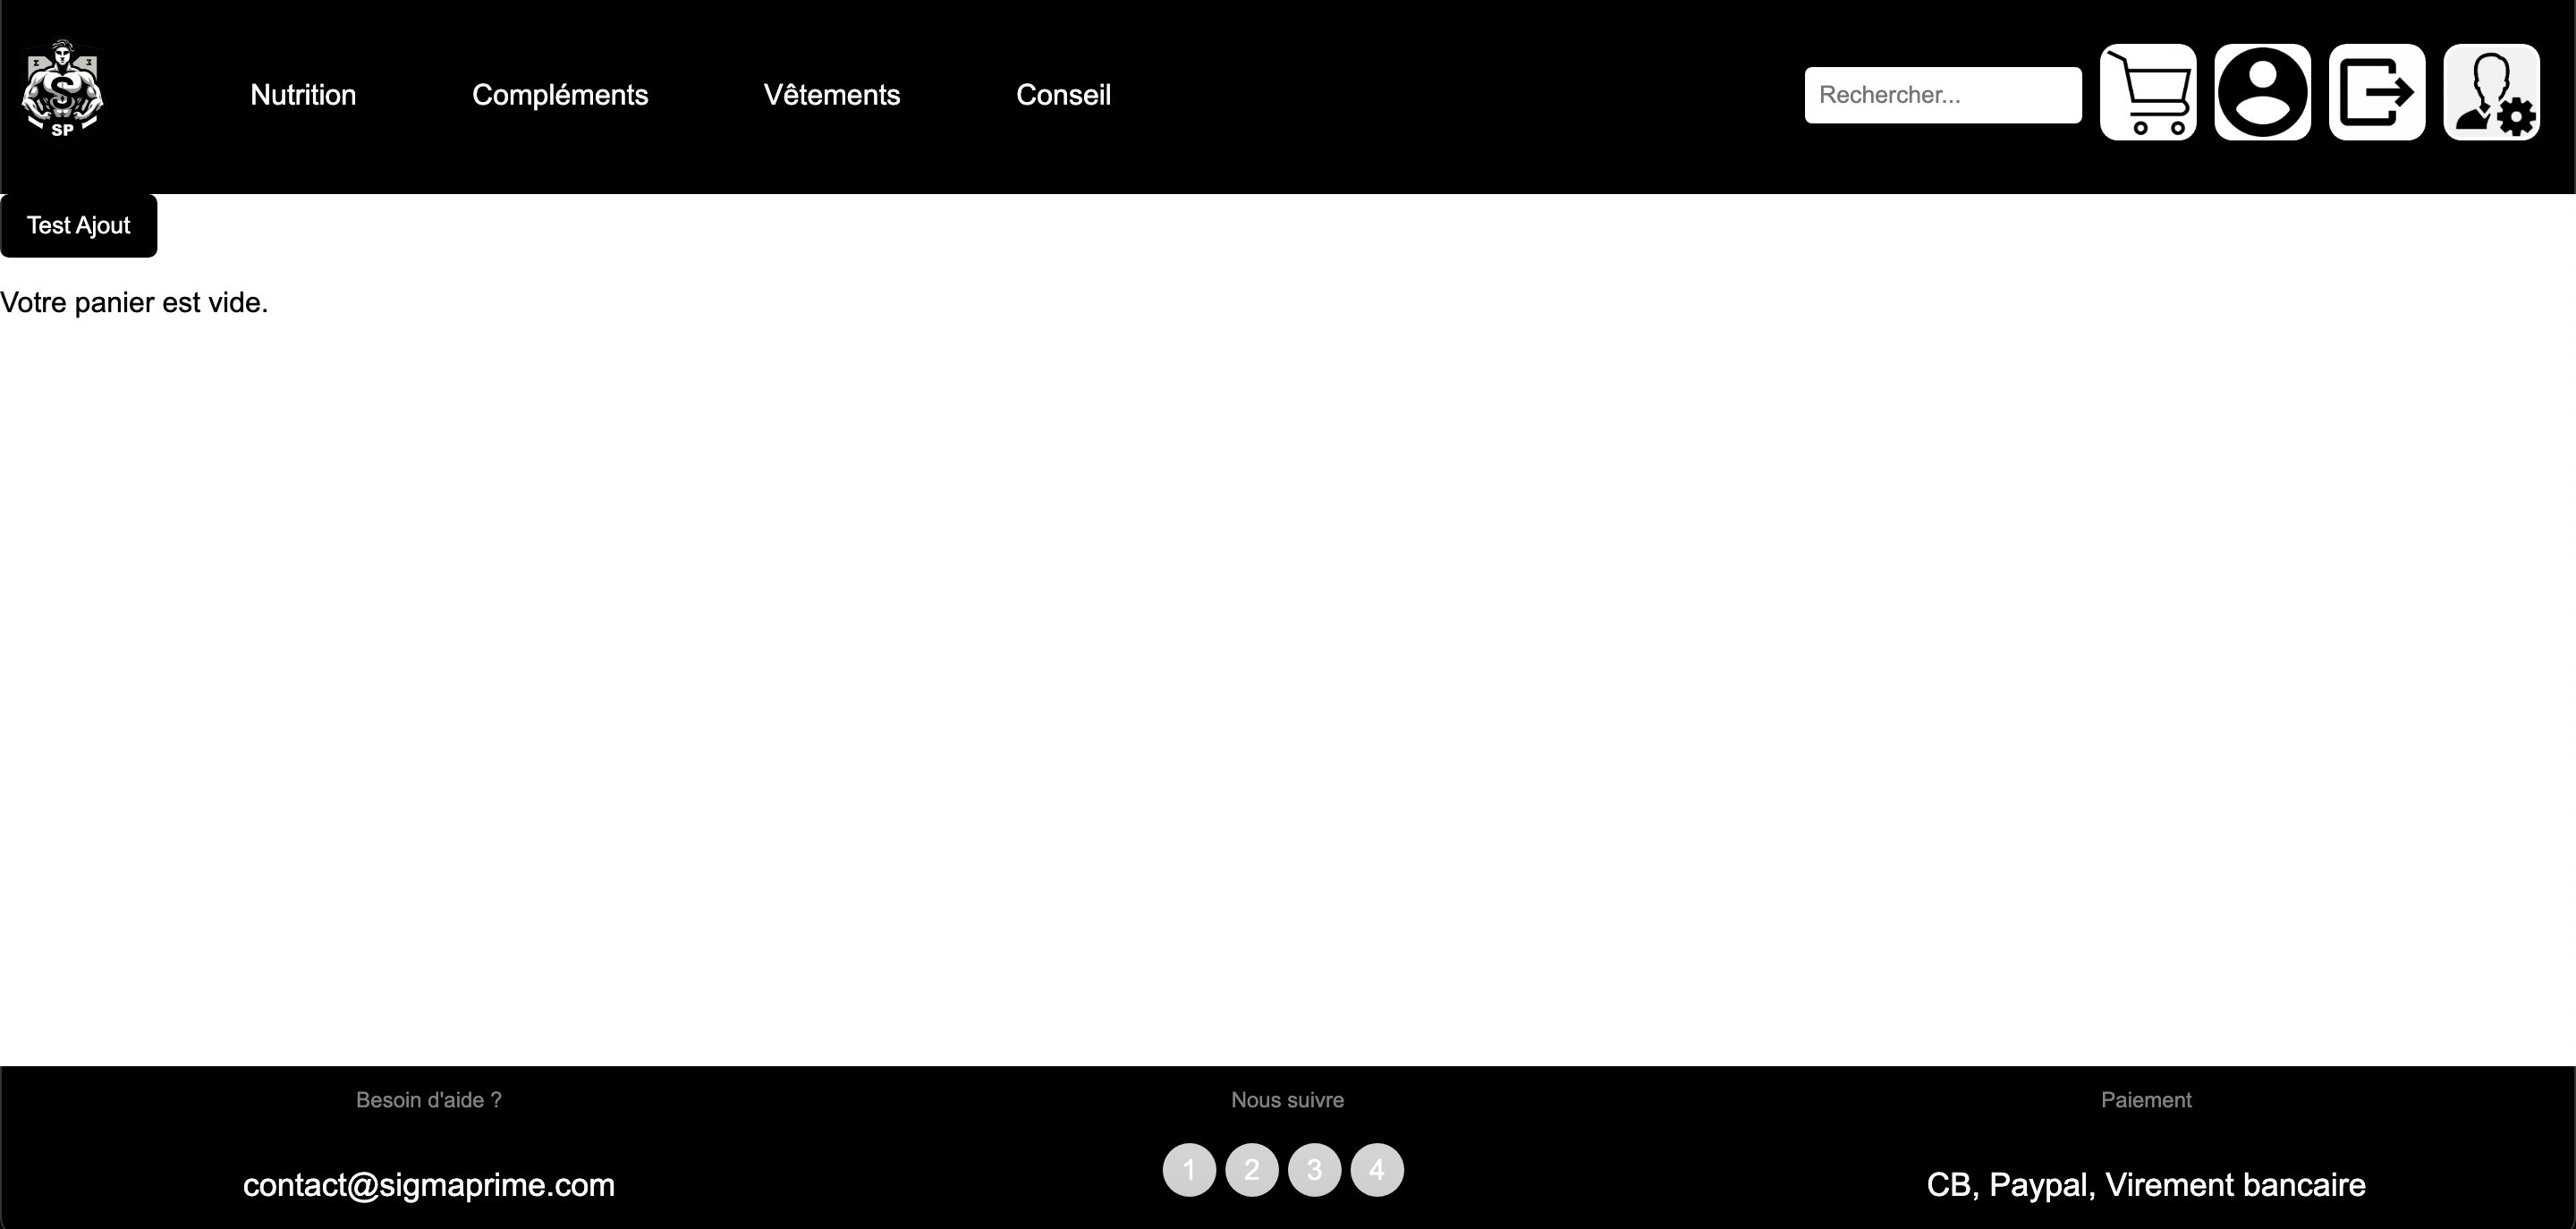 S
SP
Nutrition
Compléments
Vêtements
Conseil
Rechercher...
Test Ajout
Votre panier est vide.
Besoin d'aide ?
Nous suivre
Paiement
contact@sigmaprime.com
1 2 3 4
CB, Paypal, Virement bancaire